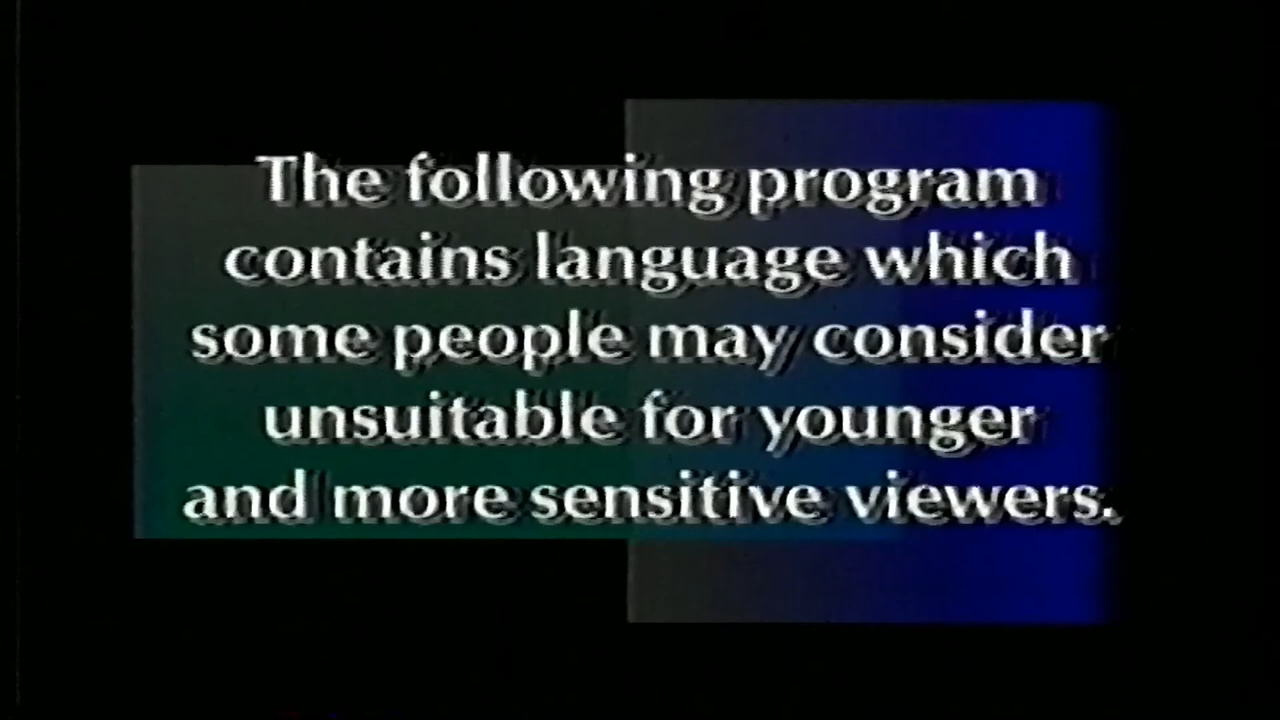 The following program
contains language which
some people may consider
unsuitable for younger
and more sensitive viewers.